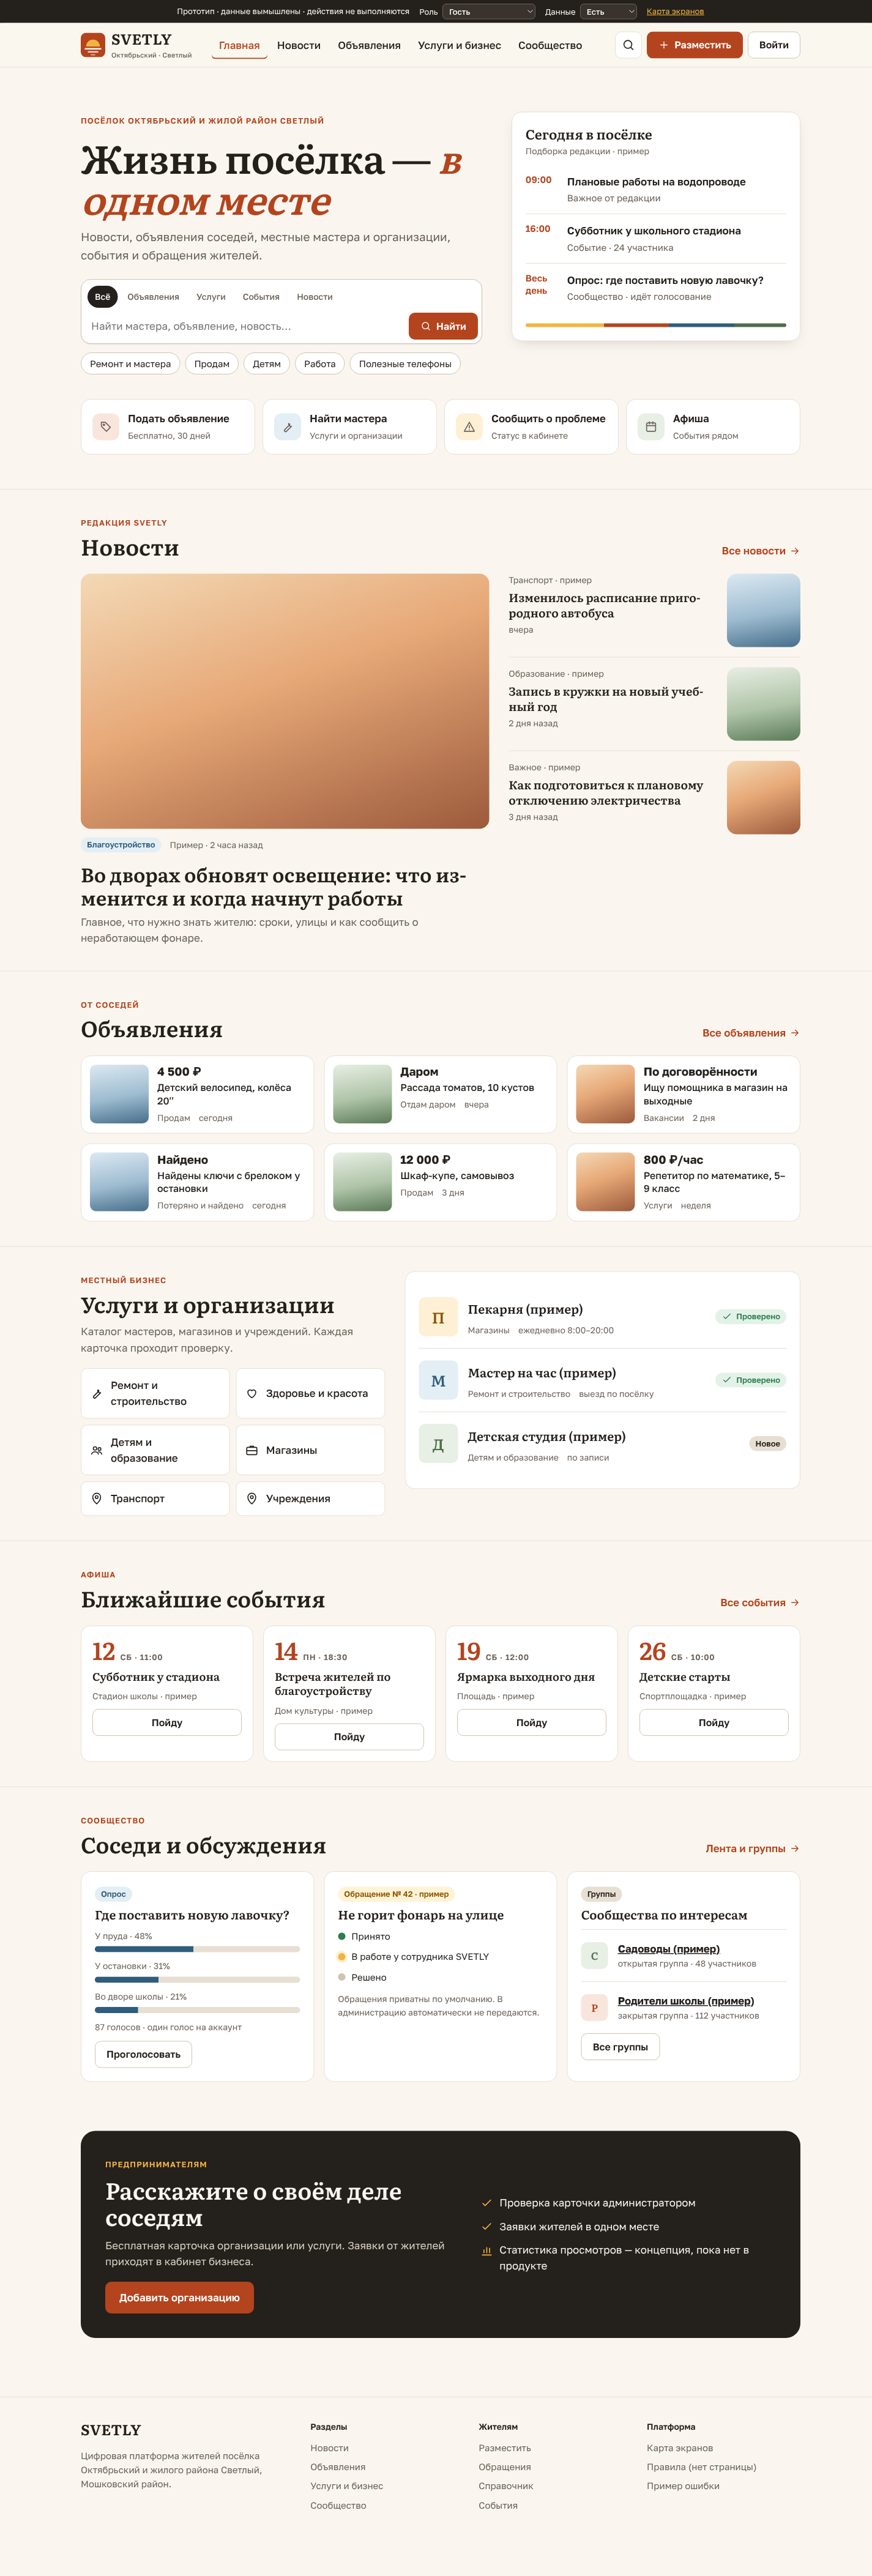 Прототип · данные вымышлены · действия не выполняются Роль Гость Данные Есть Карта экранов
SVETLY
Октябрьский · Светлый
Главная Новости Объявления Услуги и бизнес Сообщество
Разместить Войти
ПОСЁЛОК ОКТЯБРЬСКИЙ И ЖИЛОЙ РАЙОН СВЕТЛЫЙ
Жизнь посёлка — в
одном месте
Новости, объявления соседей, местные мастера и организации,
события и обращения жителей.
Всё Объявления Услуги События Новости
Найти мастера, объявление, новость… Найти
Ремонт и мастера Продам Детям Работа Полезные телефоны
Сегодня в посёлке
Подборка редакции · пример
09:00 Плановые работы на водопроводе
Важное от редакции
16:00 Субботник у школьного стадиона
Событие · 24 участника
Весь
день
Опрос: где поставить новую лавочку?
Сообщество · идёт голосование
Подать объявление
Бесплатно, 30 дней
Найти мастера
Услуги и организации
Сообщить о проблеме
Статус в кабинете
Афиша
События рядом
РЕДАКЦИЯ SVETLY
Новости
Все новости →
Благоустройство Пример · 2 часа назад
Во дворах обновят освещение: что из-
менится и когда начнут работы
Главное, что нужно знать жителю: сроки, улицы и как сообщить о
неработающем фонаре.
Транспорт · пример
Изменилось расписание приго-
родного автобуса
вчера
Образование · пример
Запись в кружки на новый учеб-
ный год
2 дня назад
Важное · пример
Как подготовиться к плановому
отключению электричества
3 дня назад
ОТ СОСЕДЕЙ
Объявления
Все объявления →
4 500 ₽
Детский велосипед, колёса
20″
Продам сегодня
Даром
Рассада томатов, 10 кустов
Отдам даром вчера
По договорённости
Ищу помощника в магазин на
выходные
Вакансии 2 дня
Найдено
Найдены ключи с брелоком у
остановки
Потеряно и найдено сегодня
12 000 ₽
Шкаф-купе, самовывоз
Продам 3 дня
800 ₽/час
Репетитор по математике, 5–
9 класс
Услуги неделя
МЕСТНЫЙ БИЗНЕС
Услуги и организации
Каталог мастеров, магазинов и учреждений. Каждая
карточка проходит проверку.
Ремонт и
строительство
Здоровье и красота
Детям и
образование
Магазины
Транспорт
Учреждения
П
Пекарня (пример)
Магазины ежедневно 8:00–20:00
Проверено
М
Мастер на час (пример)
Ремонт и строительство выезд по посёлку
Проверено
Д
Детская студия (пример)
Детям и образование по записи
Новое
АФИША
Ближайшие события
Все события →
12 СБ · 11:00
Субботник у стадиона
Стадион школы · пример
Пойду
14 ПН · 18:30
Встреча жителей по
благоустройству
Дом культуры · пример
Пойду
19 СБ · 12:00
Ярмарка выходного дня
Площадь · пример
Пойду
26 СБ · 10:00
Детские старты
Спортплощадка · пример
Пойду
СООБЩЕСТВО
Соседи и обсуждения
Лента и группы →
Опрос
Где поставить новую лавочку?
У пруда · 48%
У остановки · 31%
Во дворе школы · 21%
87 голосов · один голос на аккаунт
Проголосовать
Обращение № 42 · пример
Не горит фонарь на улице
Принято
В работе у сотрудника SVETLY
Решено
Обращения приватны по умолчанию. В
администрацию автоматически не передаются.
Группы
Сообщества по интересам
С
Садоводы (пример)
открытая группа · 48 участников
Р
Родители школы (пример)
закрытая группа · 112 участников
Все группы
ПРЕДПРИНИМАТЕЛЯМ
Расскажите о своём деле
соседям
Бесплатная карточка организации или услуги. Заявки от жителей
приходят в кабинет бизнеса.
Добавить организацию
Проверка карточки администратором
Заявки жителей в одном месте
Статистика просмотров — концепция, пока нет в
продукте
SVETLY
Цифровая платформа жителей посёлка
Октябрьский и жилого района Светлый,
Мошковский район.
Разделы
Новости
Объявления
Услуги и бизнес
Сообщество
Жителям
Разместить
Обращения
Справочник
События
Платформа
Карта экранов
Правила (нет страницы)
Пример ошибки